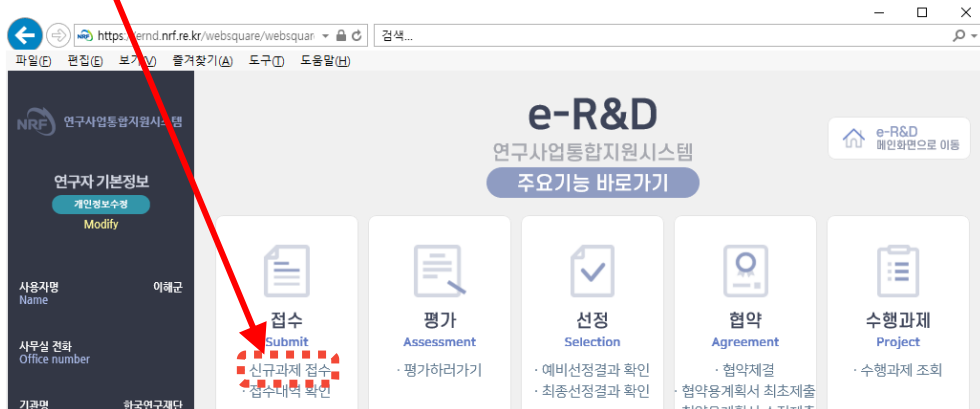 https://ernd.nrf.re.kr/websquare/websquar
검색...
파일(F) 편집(E) 보기(V) 즐겨찾기(A) 도구(T) 도움말(H)
NRF 연구사업통합지원시스템
연구자 기본정보
개인정보수정
Modify
사용자명 이해군
Name
사무실 전화
Office number
기관명 한국연구재단
e-R&D
연구사업통합지원시스템
주요기능 바로가기
e-R&D
메인화면으로 이동
접수
Submit
· 신규과제 접수
· 접수내역 확인
평가
Assessment
· 평가하러가기
선정
Selection
· 예비선정결과 확인
· 최종선정결과 확인
협약
Agreement
· 협약체결
· 협약용계획서 최초제출
수행과제
Project
· 수행과제 조회